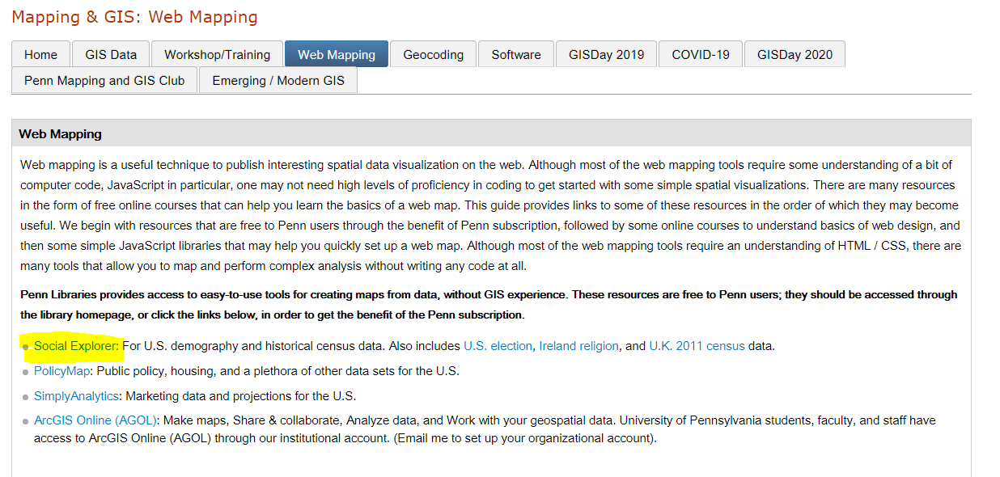 Mapping & GIS: Web Mapping
Home GIS Data Workshop/Training Web Mapping Geocoding Software GISDay 2019 COVID-19 GISDay 2020
Penn Mapping and GIS Club Emerging / Modern GIS
Web Mapping
Web mapping is a useful technique to publish interesting spatial data visualization on the web. Although most of the web mapping tools require some understanding of a bit of
computer code, JavaScript in particular, one may not need high levels of proficiency in coding to get started with some simple spatial visualizations. There are many resources
in the form of free online courses that can help you learn the basics of a web map. This guide provides links to some of these resources in the order of which they may become
useful. We begin with resources that are free to Penn users through the benefit of Penn subscription, followed by some online courses to understand basics of web design, and
then some simple JavaScript libraries that may help you quickly set up a web map. Although most of the web mapping tools require an understanding of HTML / CSS, there are
many tools that allow you to map and perform complex analysis without writing any code at all.
Penn Libraries provides access to easy-to-use tools for creating maps from data, without GIS experience. These resources are free to Penn users; they should be accessed through
the library homepage, or click the links below, in order to get the benefit of the Penn subscription.
Social Explorer: For U.S. demography and historical census data. Also includes U.S. election, Ireland religion, and U.K. 2011 census data.
PolicyMap: Public policy, housing, and a plethora of other data sets for the U.S.
SimplyAnalytics: Marketing data and projections for the U.S.
ArcGIS Online (AGOL): Make maps, Share & collaborate, Analyze data, and Work with your geospatial data. University of Pennsylvania students, faculty, and staff have
access to ArcGIS Online (AGOL) through our institutional account. (Email me to set up your organizational account).